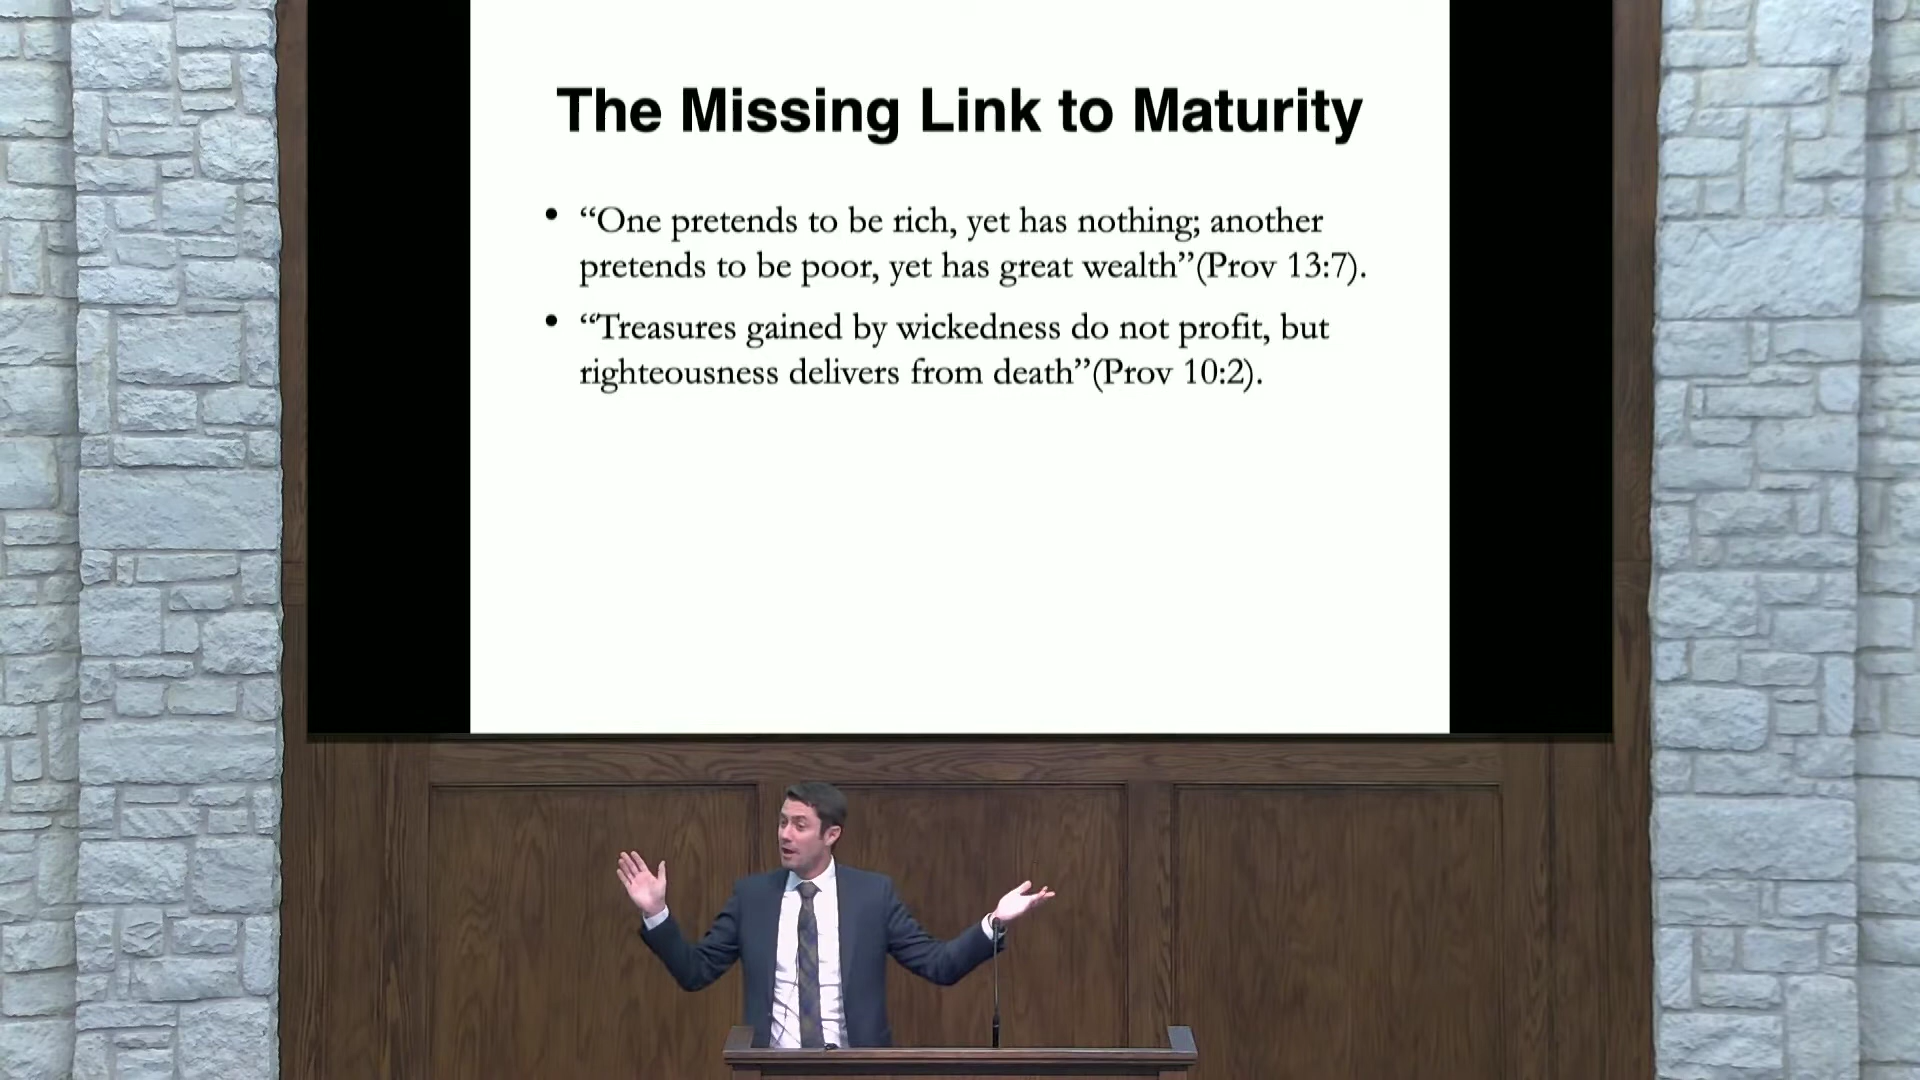 The Missing Link to Maturity
• “One pretends to be rich, yet has nothing; another
pretends to be poor, yet has great wealth”(Prov 13:7).
• “Treasures gained by wickedness do not profit, but
righteousness delivers from death”(Prov 10:2).